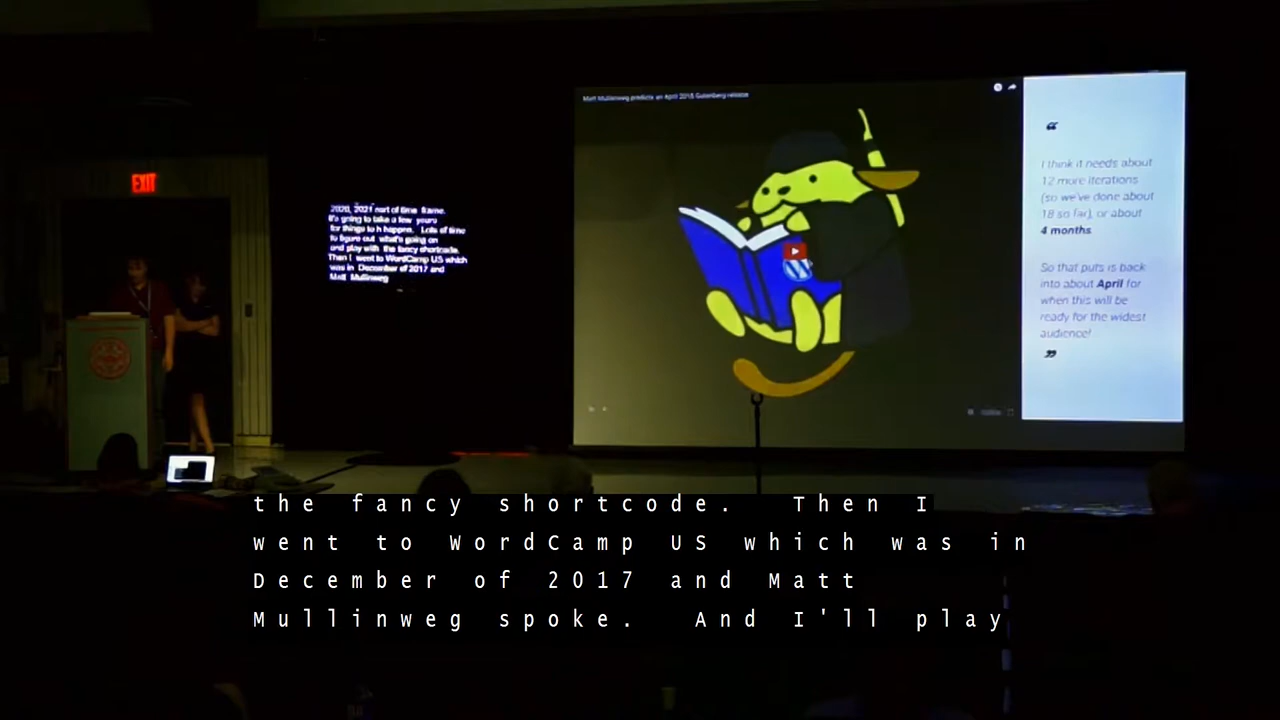 Matt Mullinweg predicts an April 2018 Gutenberg release
“
I think it needs about
12 more iterations
(so we've done about
18 so far), or about
4 months
So that puts is back
into about April for
when this will be
ready for the widest
audience!
”
EXIT
2020, 2021 sort of time frame.
It's going to take a few years
for things to h happen. Lots of time
to figure out what's going on
and play with the fancy shortcode.
Then I went to WordCamp US which
was in December of 2017 and
Matt Mullinweg
the fancy shortcode. Then I
went to WordCamp US which was in
December of 2017 and Matt
Mullinweg spoke. And I'll play